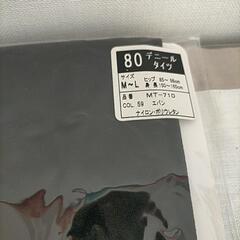 80 デニール
タイツ
サイズ
M～L ヒップ 85～98cm
身長 150～165cm
品番 MT-710
COL 59 エバン
ナイロン・ポリウレタン